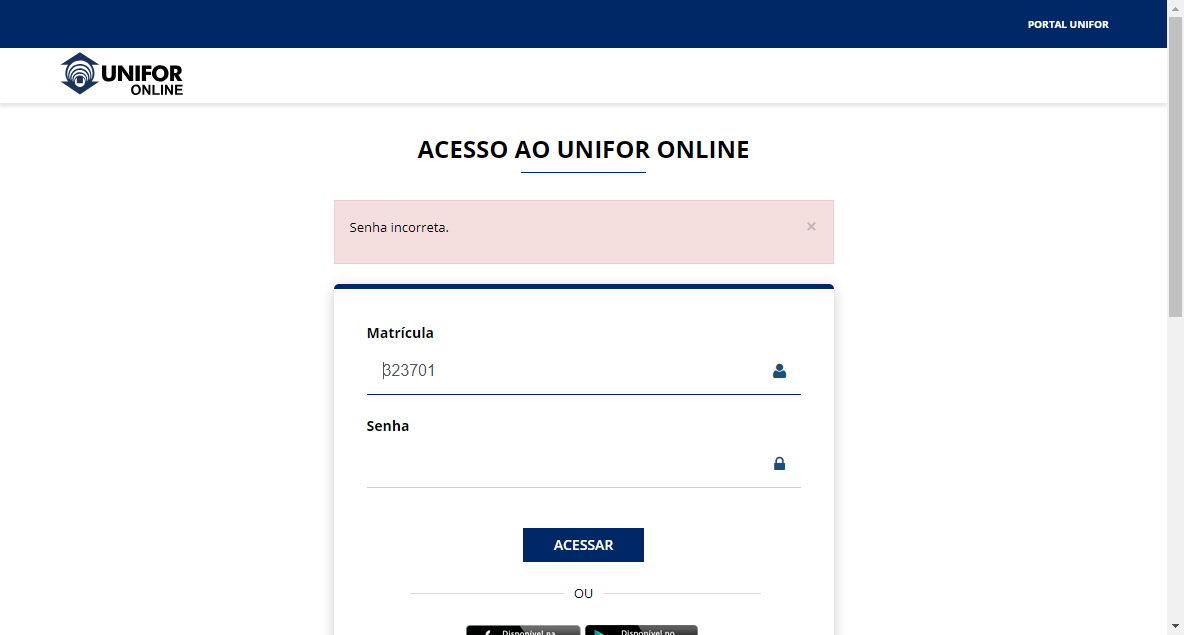 PORTAL UNIFOR
UNIFOR
ONLINE
ACESSO AO UNIFOR ONLINE
Senha incorreta.
×
Matrícula
323701
Senha
ACESSAR
OU
Disponível na
Disponível no